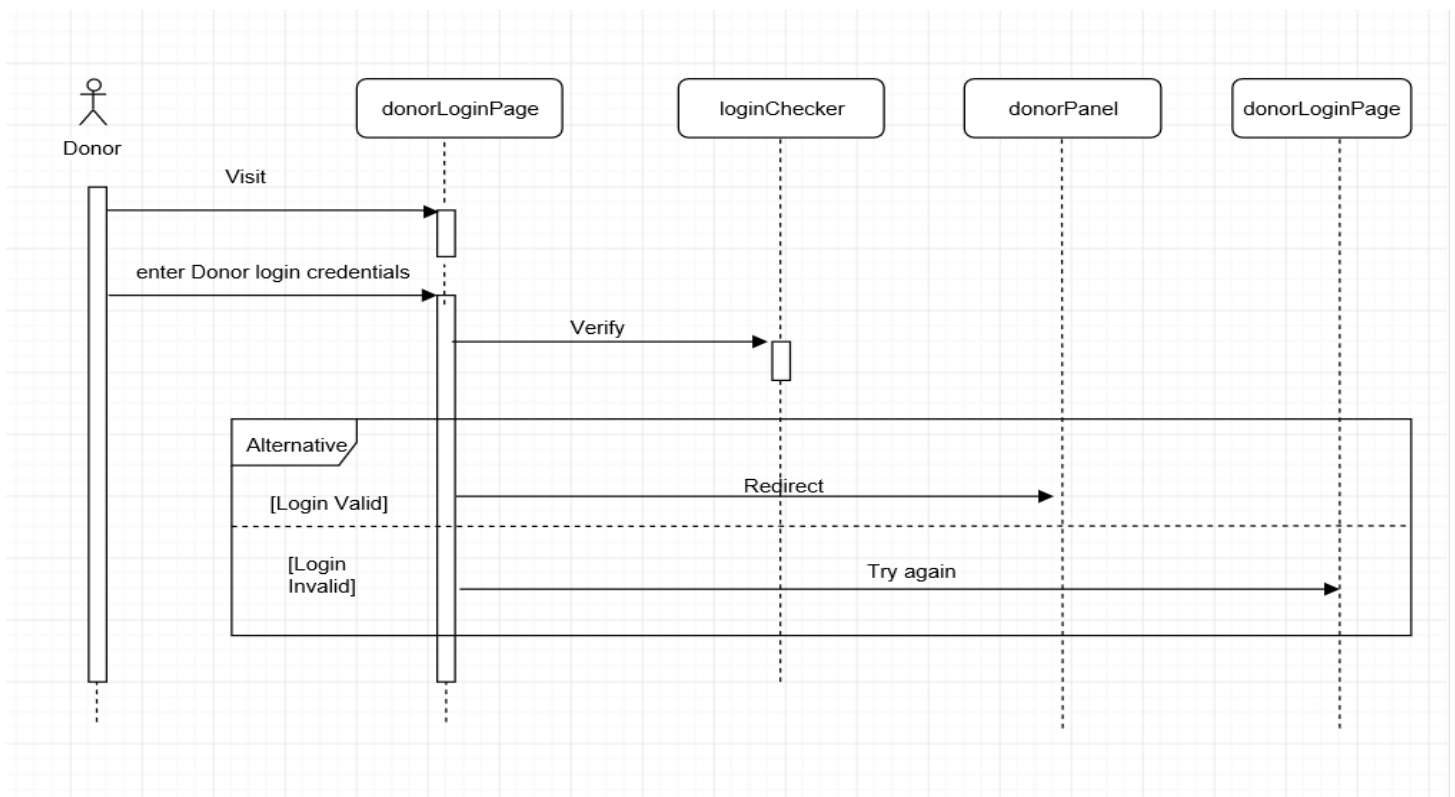 donorLoginPage
loginChecker
donorPanel
donorLoginPage
Donor
Visit
enter Donor login credentials
Verify
Alternative
Redirect
[Login Valid]
[Login
Invalid]
Try again